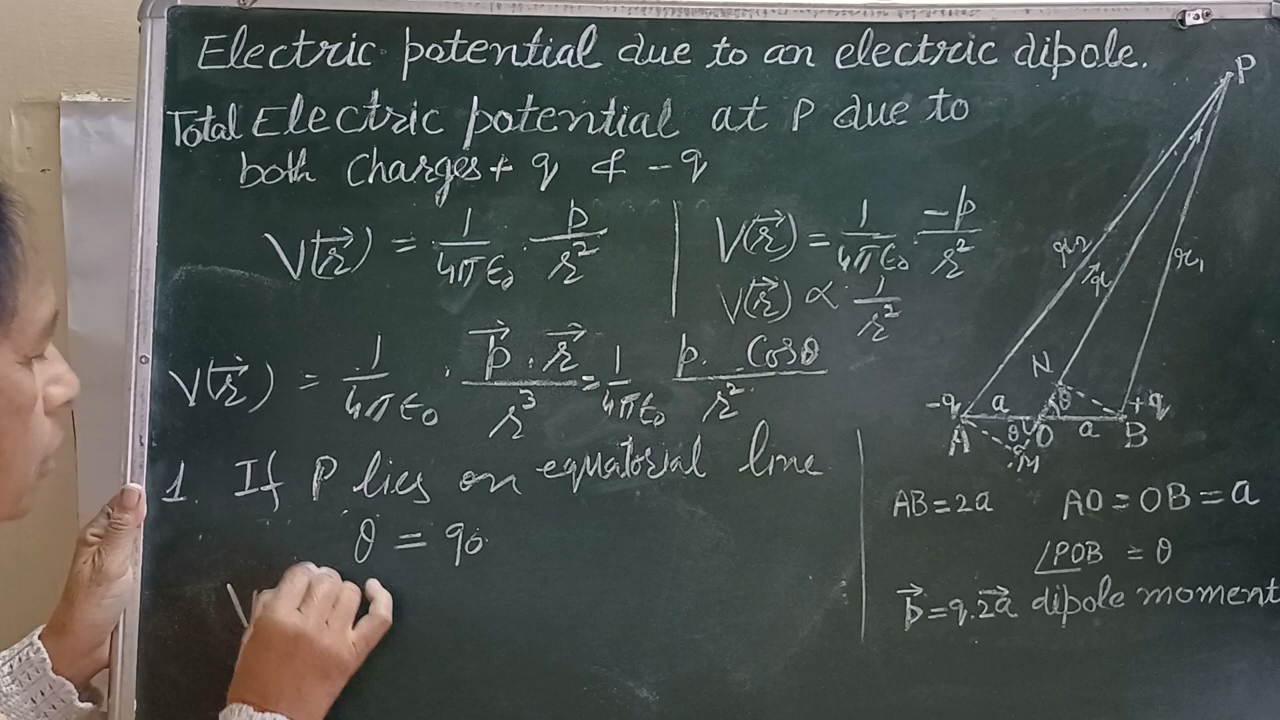 Electric potential due to an electric dipole.
Total Electric potential at P due to
both Charges + q & - q
V(r⃗) = 1/4πε₀ . p/r²
V(r⃗) = 1/4πε₀ . -p/r²
V(r⃗) ∝ 1/r²
V(r⃗) = 1/4πε₀ . p⃗ . r⃗/r³ = 1/4πε₀ p. Cosθ/r²
1. If P lies on equatorial line
θ = 90
V
P
r₂
r
r₁
N
-q a θ θ a +q
A O B
M
AB = 2a AO = OB = a
∠POB = θ
p⃗ = q.2a⃗ dipole moment